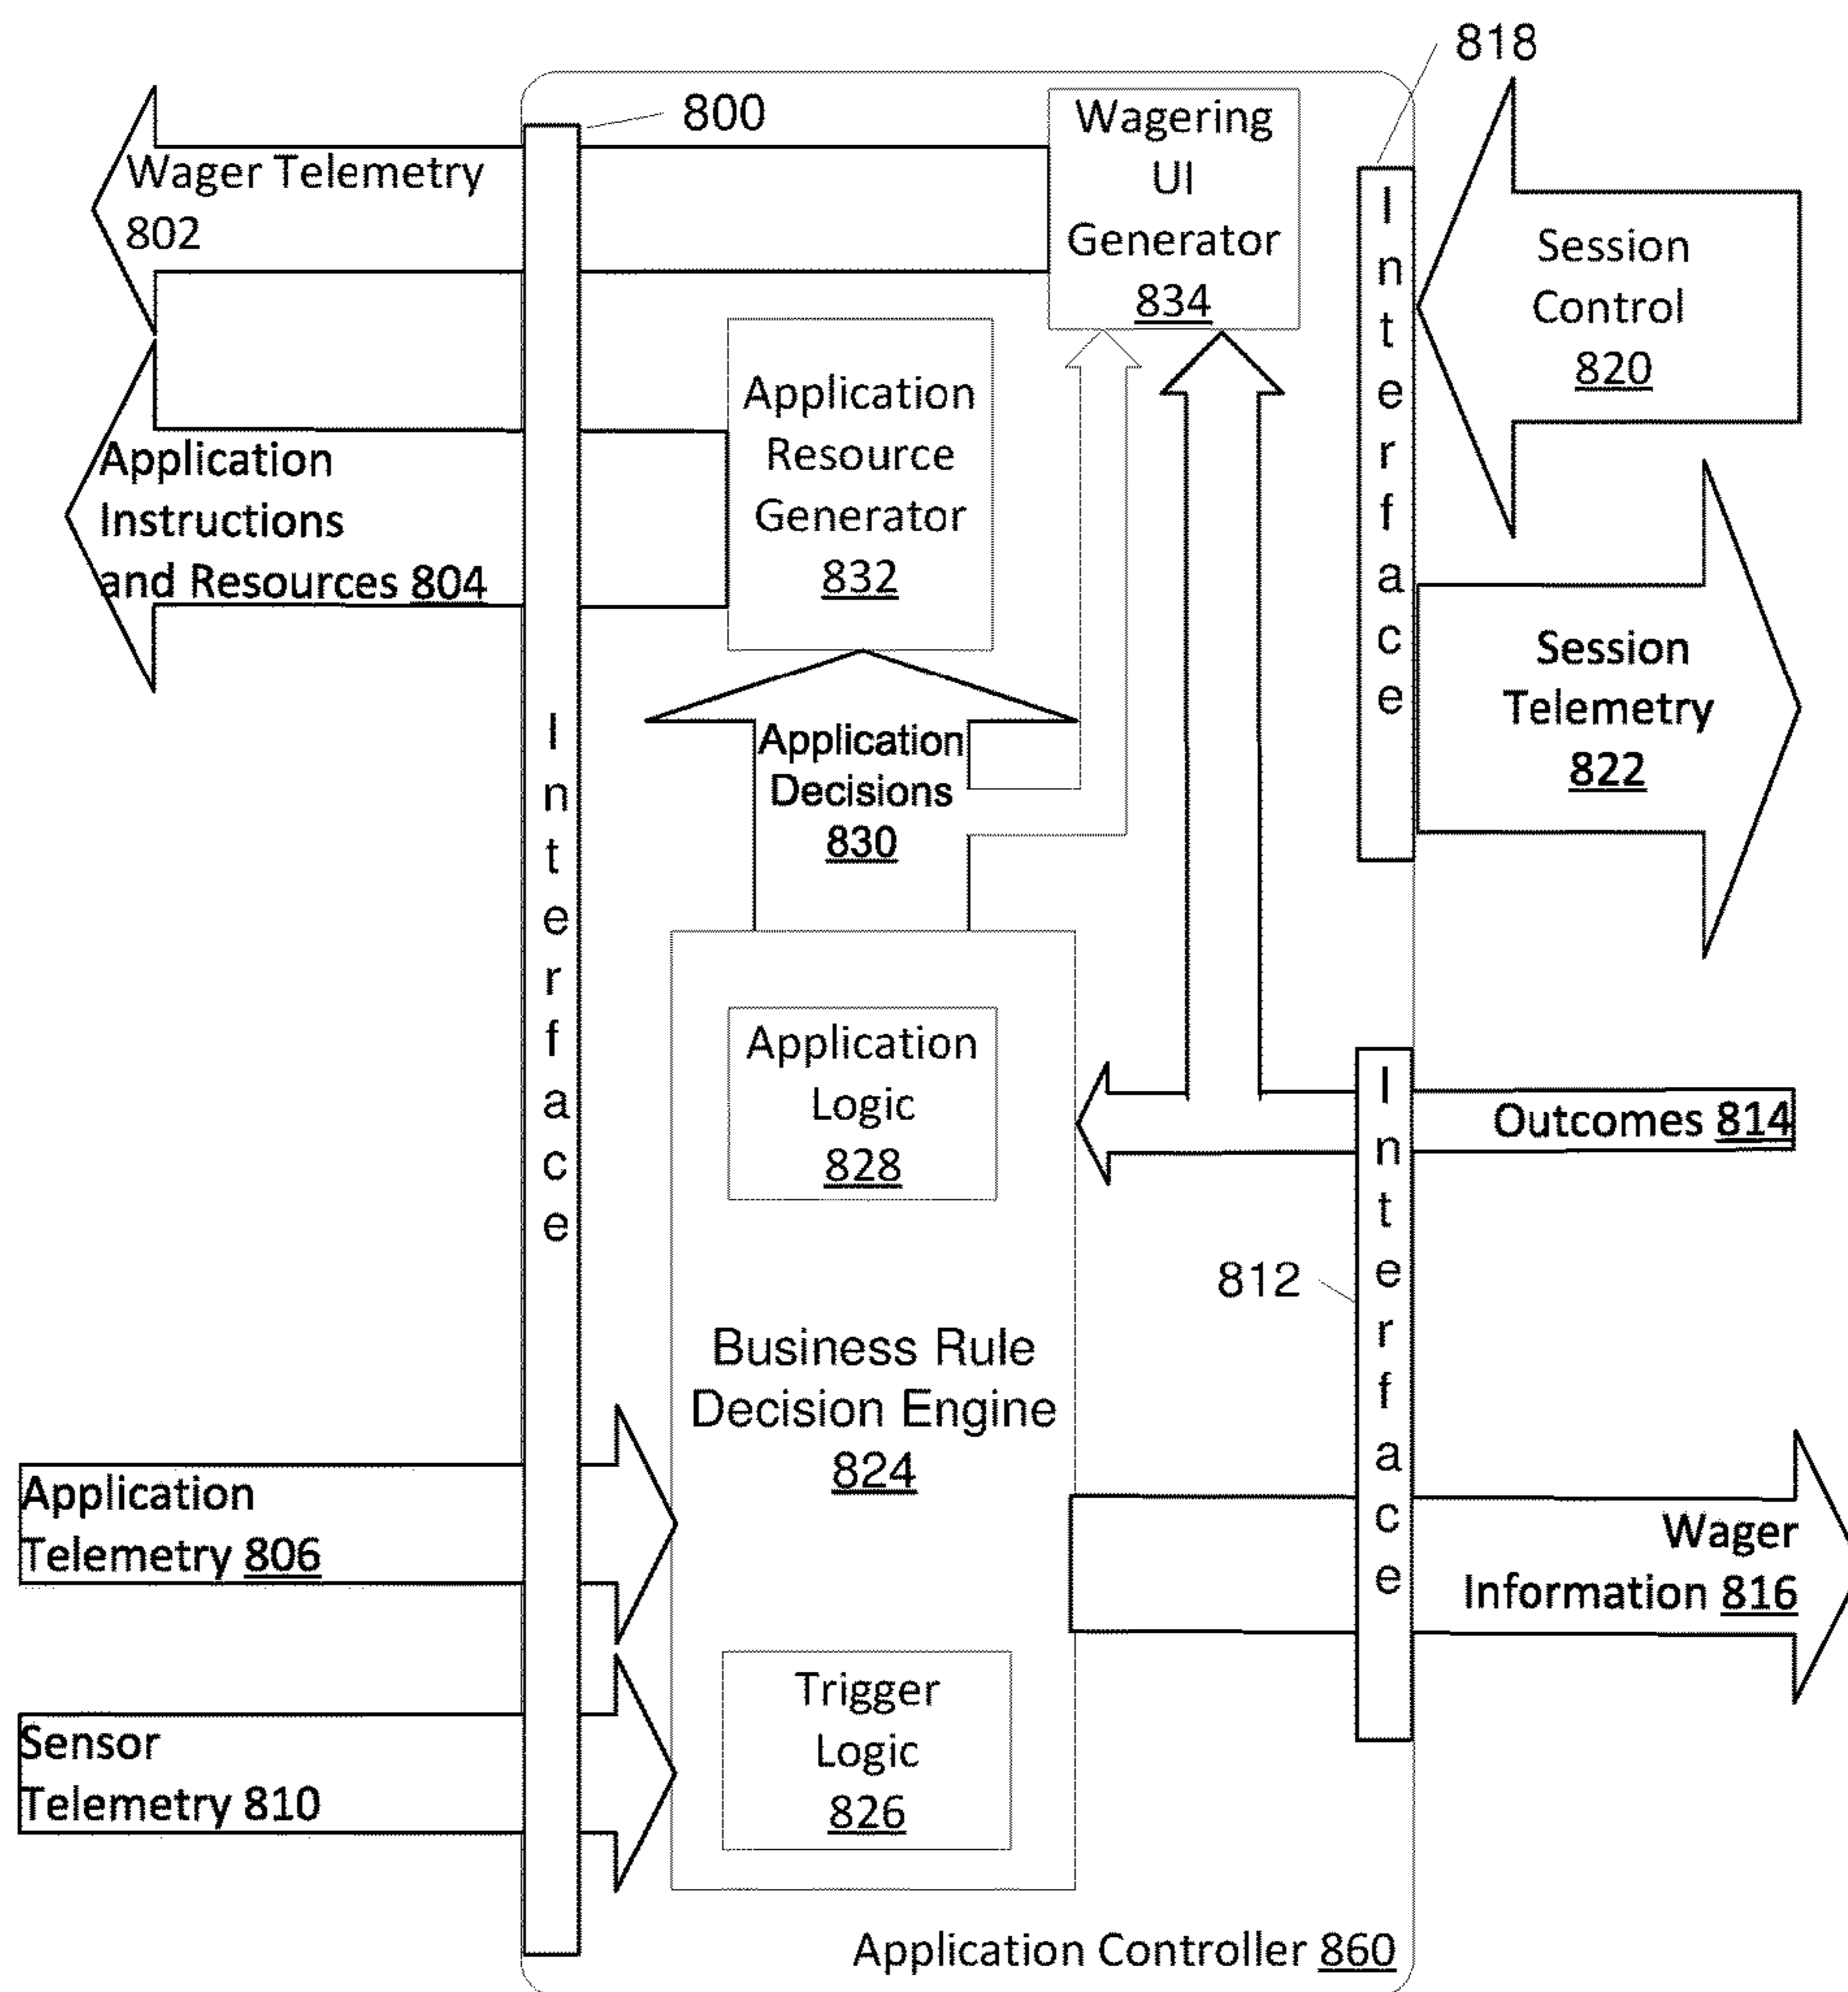 818
800
Wagering
UI
Generator
834
Wager Telemetry
802
Interface
Session
Control
820
Application
Resource
Generator
832
Application
Instructions
and Resources 804
Session
Telemetry
822
Interface
Application
Decisions
830
Application
Logic
828
Interface
Outcomes 814
812
Business Rule
Decision Engine
824
Application
Telemetry 806
Wager
Information 816
Trigger
Logic
826
Sensor
Telemetry 810
Application Controller 860